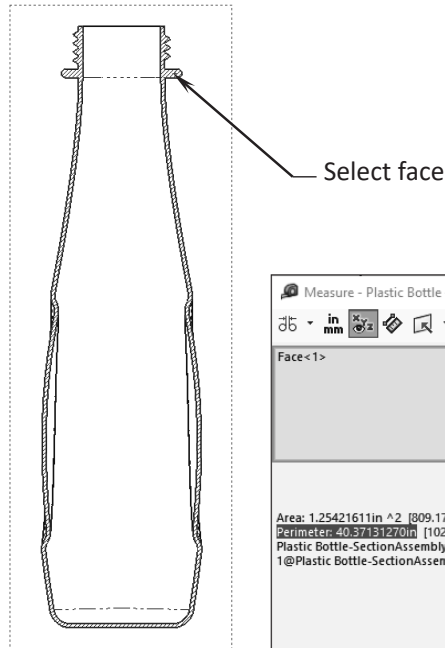 Select face
Measure - Plastic Bottle
in
mm
XYZ
Face<1>
Area: 1.25421611in ^2 [809.17
Perimeter: 40.37131270in [102
Plastic Bottle-SectionAssembly
1@Plastic Bottle-SectionAssem